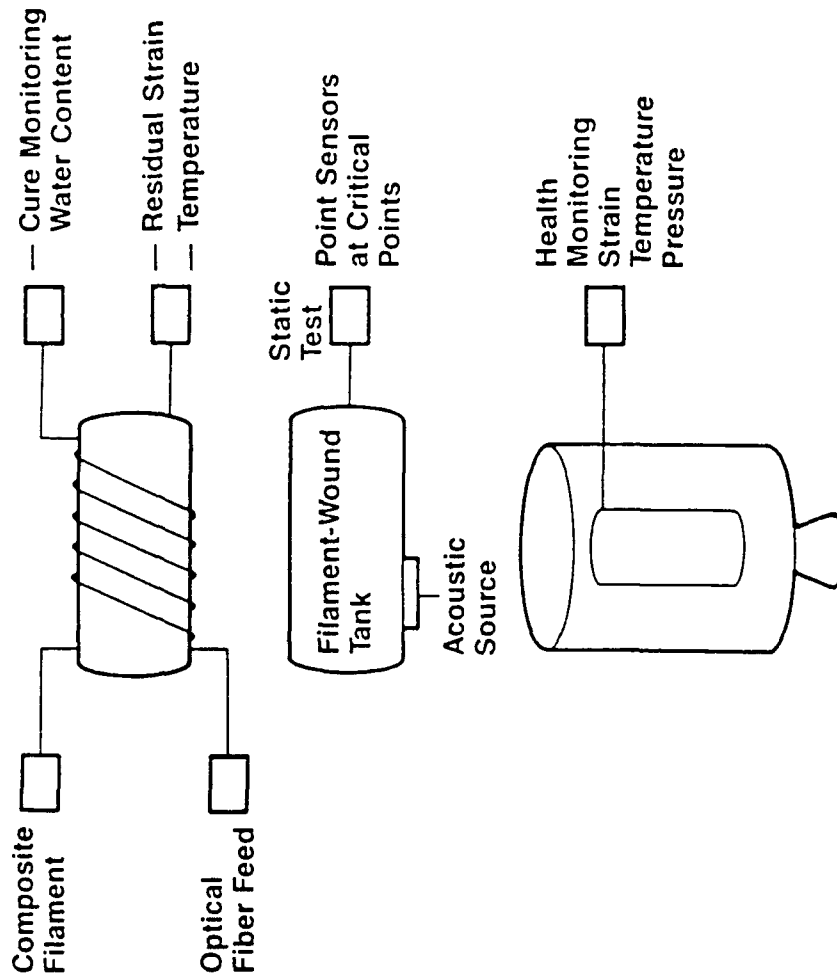 Composite
Filament
Optical
Fiber Feed
— Cure Monitoring
Water Content
— Residual Strain
— Temperature
Filament-Wound
Tank
Acoustic
Source
Static
Test
Point Sensors
at Critical
Points
Health
Monitoring
Strain
Temperature
Pressure